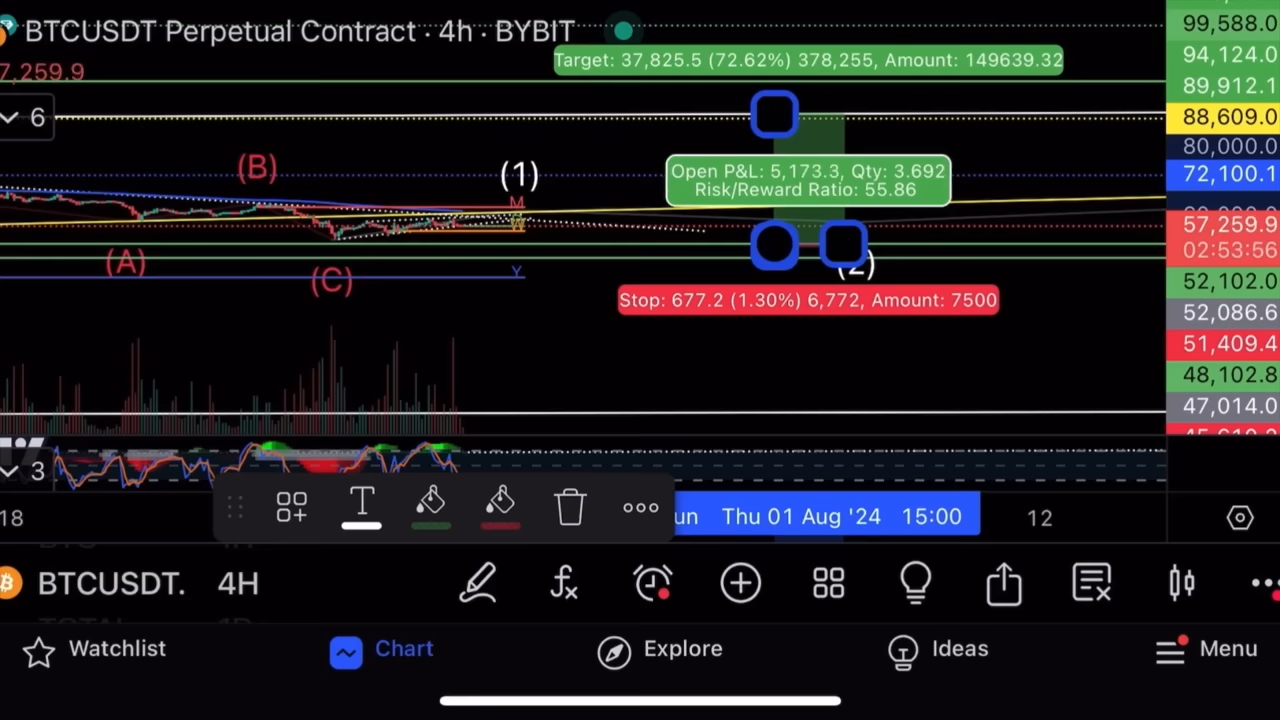 BTCUSDT Perpetual Contract · 4h · BYBIT
7,259.9
6
Target: 37,825.5 (72.62%) 378,255, Amount: 149639.32
Open P&L: 5,173.3, Qty: 3.692
Risk/Reward Ratio: 55.86
Stop: 677.2 (1.30%) 6,772, Amount: 7500
(B)
(1)
M
W
(A)
(C)
Y
(2)
99,588.0
94,124.0
89,912.1
88,609.0
80,000.0
72,100.1
57,259.9
02:53:56
52,102.0
52,086.6
51,409.4
48,102.8
47,014.0
3
T
18
un Thu 01 Aug '24 15:00
12
BTCUSDT. 4H
Watchlist
Chart
Explore
Ideas
Menu